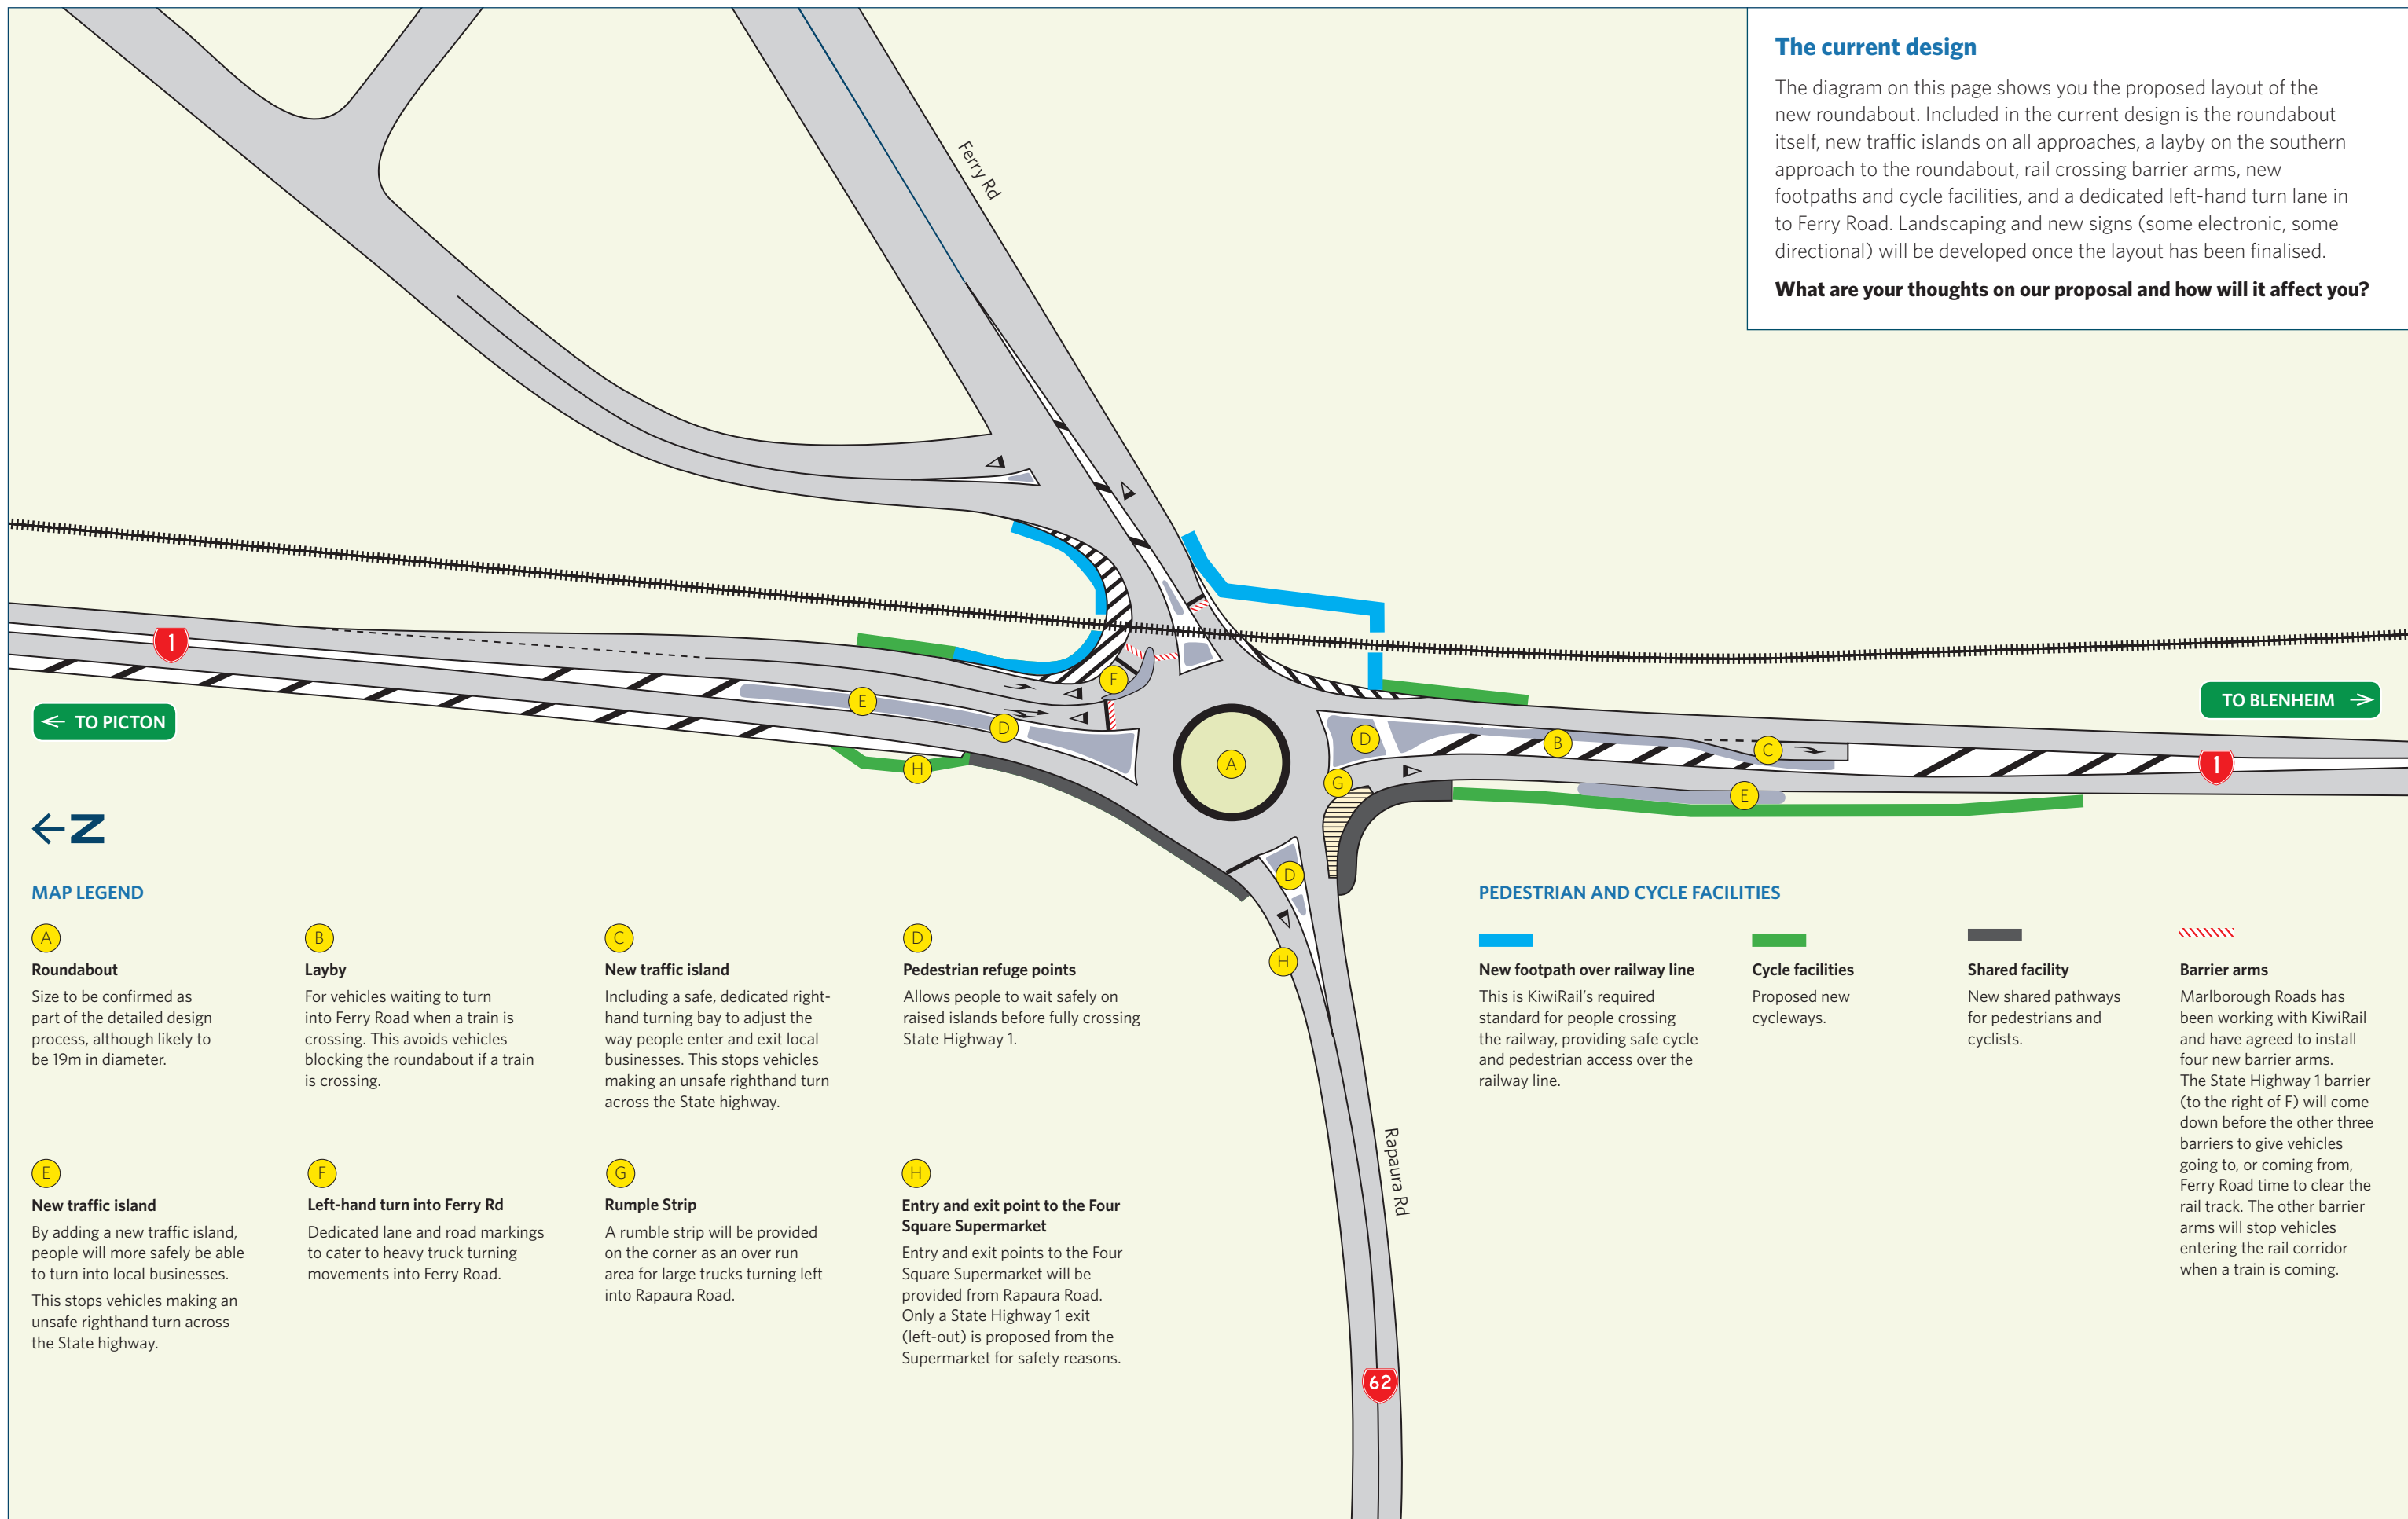 The current design
The diagram on this page shows you the proposed layout of the
new roundabout. Included in the current design is the roundabout
itself, new traffic islands on all approaches, a layby on the southern
approach to the roundabout, rail crossing barrier arms, new
footpaths and cycle facilities, and a dedicated left-hand turn lane in
to Ferry Road. Landscaping and new signs (some electronic, some
directional) will be developed once the layout has been finalised.
What are your thoughts on our proposal and how will it affect you?
Ferry Rd
1
TO PICTON
E
D
F
H
A
D
G
B
C
E
TO BLENHEIM
1
D
H
Rapaura Rd
62
N
MAP LEGEND
A
Roundabout
Size to be confirmed as
part of the detailed design
process, although likely to
be 19m in diameter.
B
Layby
For vehicles waiting to turn
into Ferry Road when a train is
crossing. This avoids vehicles
blocking the roundabout if a train
is crossing.
C
New traffic island
Including a safe, dedicated right-
hand turning bay to adjust the
way people enter and exit local
businesses. This stops vehicles
making an unsafe righthand turn
across the State highway.
D
Pedestrian refuge points
Allows people to wait safely on
raised islands before fully crossing
State Highway 1.
E
New traffic island
By adding a new traffic island,
people will more safely be able
to turn into local businesses.
This stops vehicles making an
unsafe righthand turn across
the State highway.
F
Left-hand turn into Ferry Rd
Dedicated lane and road markings
to cater to heavy truck turning
movements into Ferry Road.
G
Rumple Strip
A rumble strip will be provided
on the corner as an over run
area for large trucks turning left
into Rapaura Road.
H
Entry and exit point to the Four
Square Supermarket
Entry and exit points to the Four
Square Supermarket will be
provided from Rapaura Road.
Only a State Highway 1 exit
(left-out) is proposed from the
Supermarket for safety reasons.
PEDESTRIAN AND CYCLE FACILITIES
New footpath over railway line
This is KiwiRail's required
standard for people crossing
the railway, providing safe cycle
and pedestrian access over the
railway line.
Cycle facilities
Proposed new
cycleways.
Shared facility
New shared pathways
for pedestrians and
cyclists.
Barrier arms
Marlborough Roads has
been working with KiwiRail
and have agreed to install
four new barrier arms.
The State Highway 1 barrier
(to the right of F) will come
down before the other three
barriers to give vehicles
going to, or coming from,
Ferry Road time to clear the
rail track. The other barrier
arms will stop vehicles
entering the rail corridor
when a train is coming.